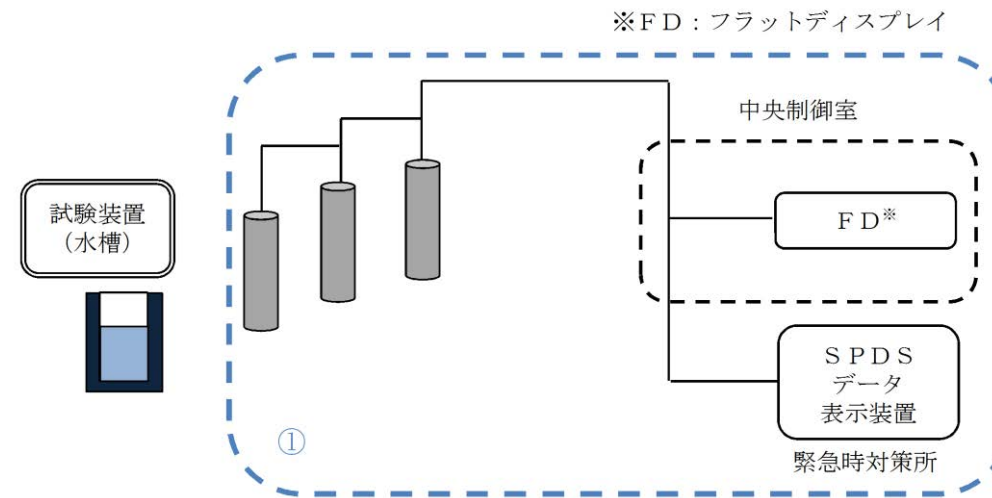 ※ＦＤ：フラットディスプレイ
中央制御室
試験装置
（水槽）
ＦＤ※
ＳＰＤＳ
データ
表示装置
①
緊急時対策所